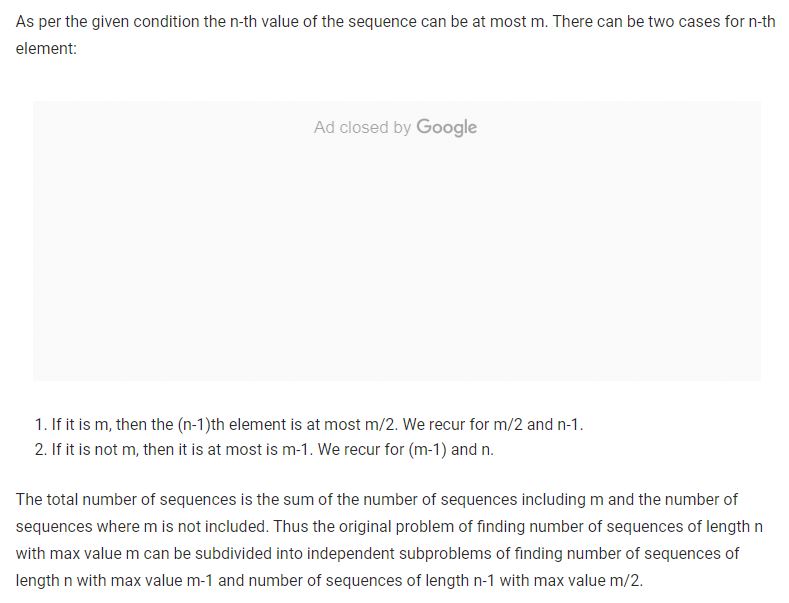 As per the given condition the n-th value of the sequence can be at most m. There can be two cases for n-th
element:
Ad closed by Google
1. If it is m, then the (n-1)th element is at most m/2. We recur for m/2 and n-1.
2. If it is not m, then it is at most is m-1. We recur for (m-1) and n.
The total number of sequences is the sum of the number of sequences including m and the number of
sequences where m is not included. Thus the original problem of finding number of sequences of length n
with max value m can be subdivided into independent subproblems of finding number of sequences of
length n with max value m-1 and number of sequences of length n-1 with max value m/2.